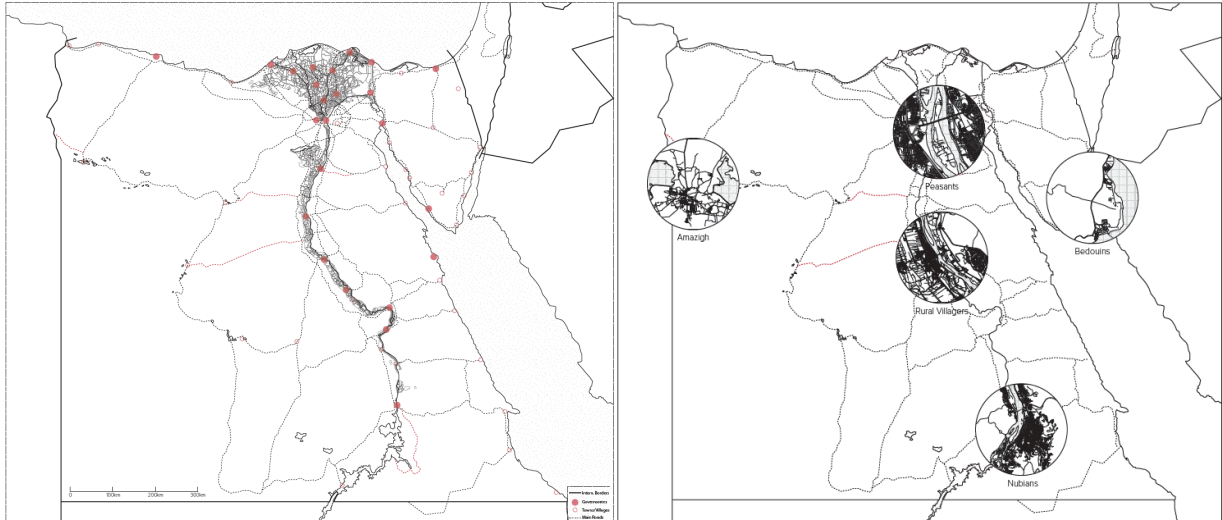 0 100km 200km 300km
Intern. Borders
Governorates
Towns/Villages
Main Roads
Peasants
Amazigh
Bedouins
Rural Villagers
Nubians